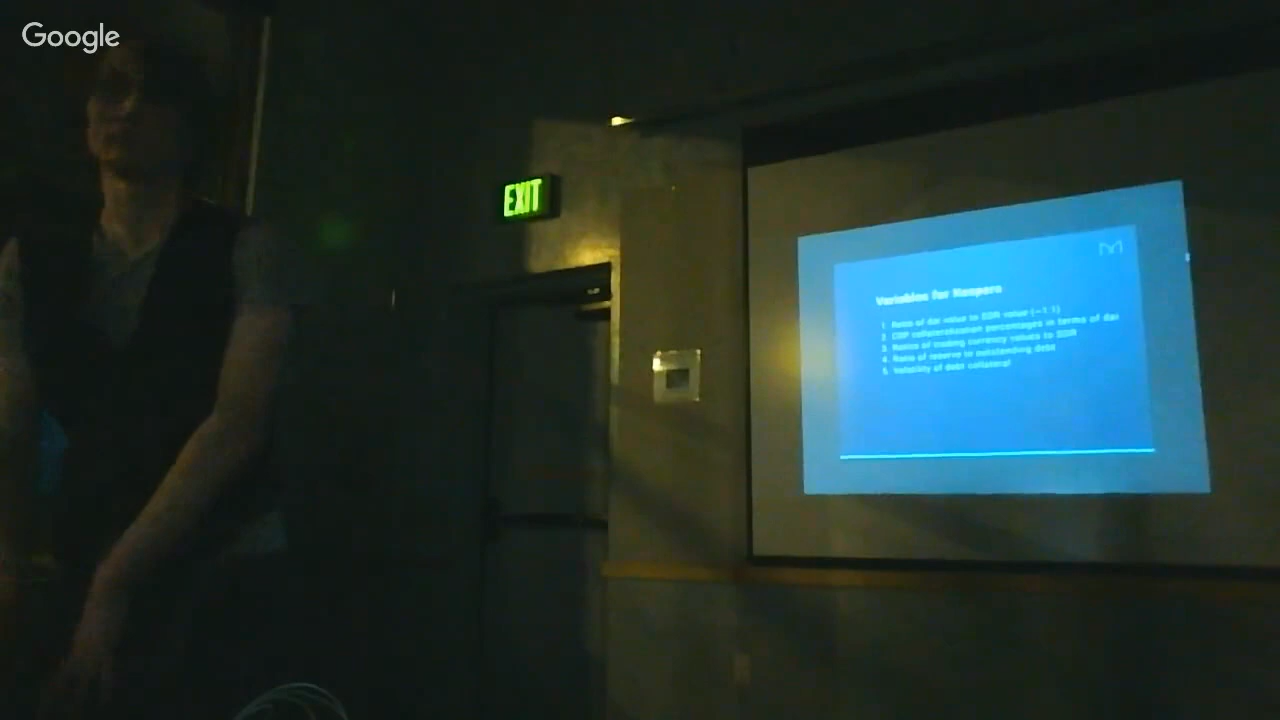 Google
EXIT
Variables for Keepers
1. Ratio of dai value to SDR value (~1:1)
2. CDP collateralization percentages in terms of dai
3. Ratios of trading currency values to SDR
4. Ratio of reserve to outstanding debt
5. Volatility of debt collateral